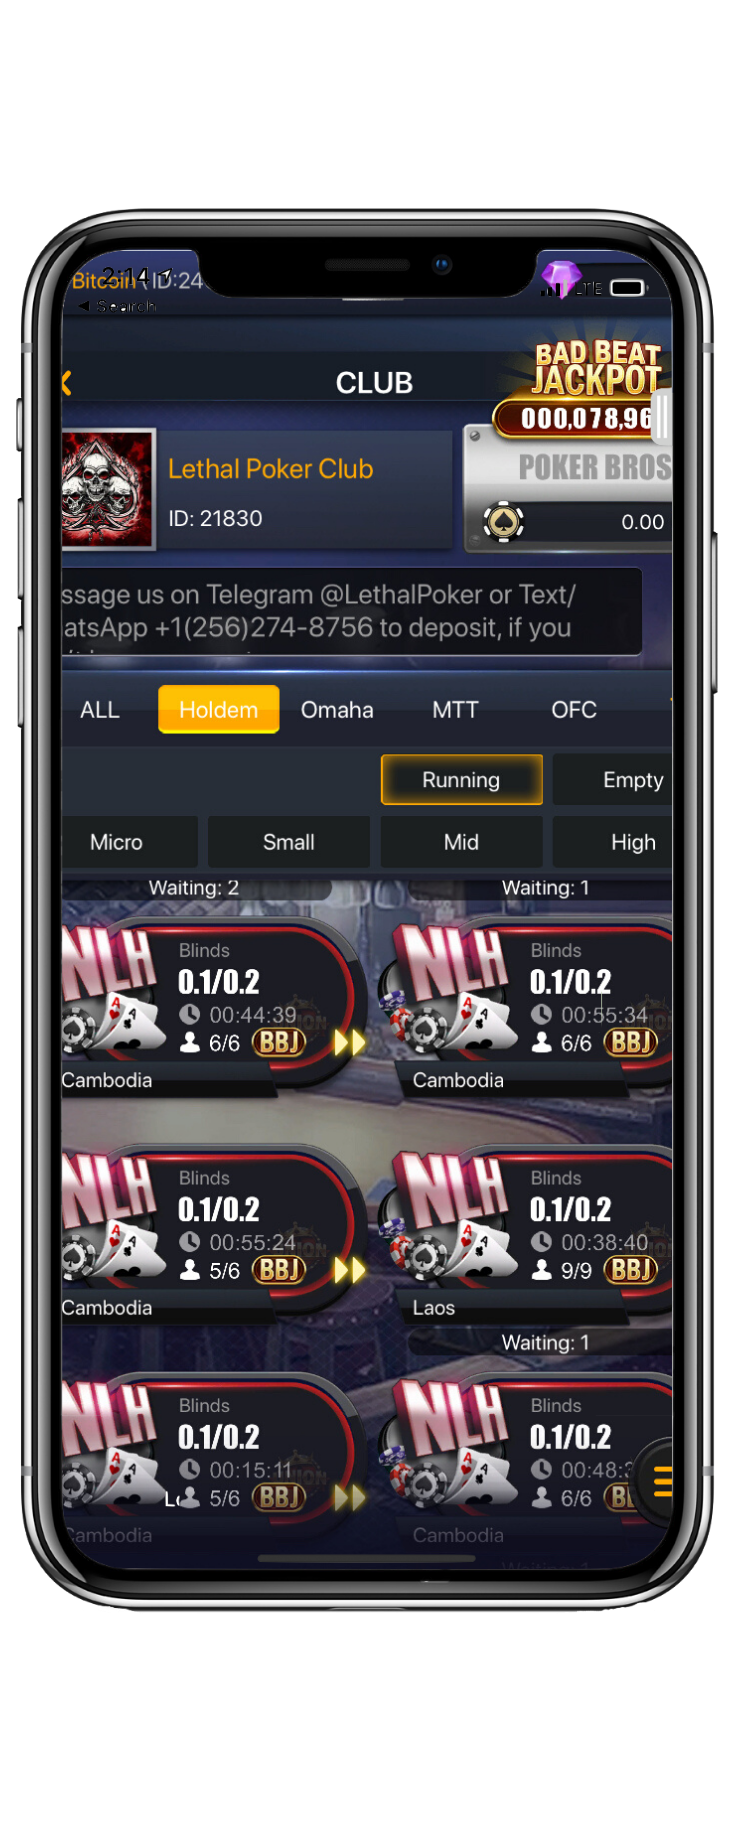 2:14
Bitcoin ID:24
LTE
Search
BAD BEAT
JACKPOT
000,078,96
CLUB
Lethal Poker Club
ID: 21830
POKER BROS
0.00
ssage us on Telegram @LethalPoker or Text/
atsApp +1(256)274-8756 to deposit, if you
ALL
Holdem
Omaha
MTT
OFC
Running
Empty
Micro
Small
Mid
High
Waiting: 2
Waiting: 1
NLH
Blinds
0.1/0.2
00:44:39
6/6
BBJ
Cambodia
NLH
Blinds
0.1/0.2
00:55:34
6/6
BBJ
Cambodia
NLH
Blinds
0.1/0.2
00:55:24
5/6
BBJ
Cambodia
NLH
Blinds
0.1/0.2
00:38:40
9/9
BBJ
Laos
Waiting: 1
NLH
Blinds
0.1/0.2
00:15:11
5/6
BBJ
Cambodia
NLH
Blinds
0.1/0.2
00:48:3
6/6
Cambodia
Waiting: 1